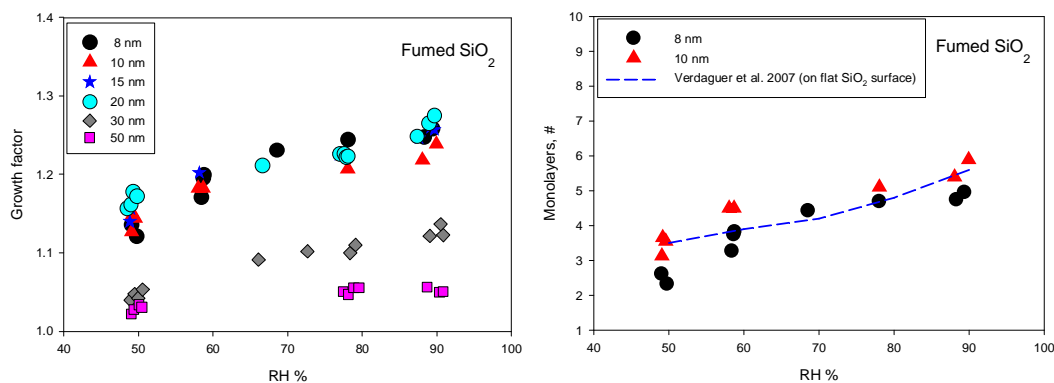 1.4
1.3
1.2
1.1
1.0
Growth factor
8 nm
10 nm
15 nm
20 nm
30 nm
50 nm
Fumed SiO2
40 50 60 70 80 90 100
RH %
10
9
8
7
6
5
4
3
2
1
Monolayers, #
8 nm
10 nm
Verdaguer et al. 2007 (on flat SiO2 surface)
Fumed SiO2
40 50 60 70 80 90 100
RH %